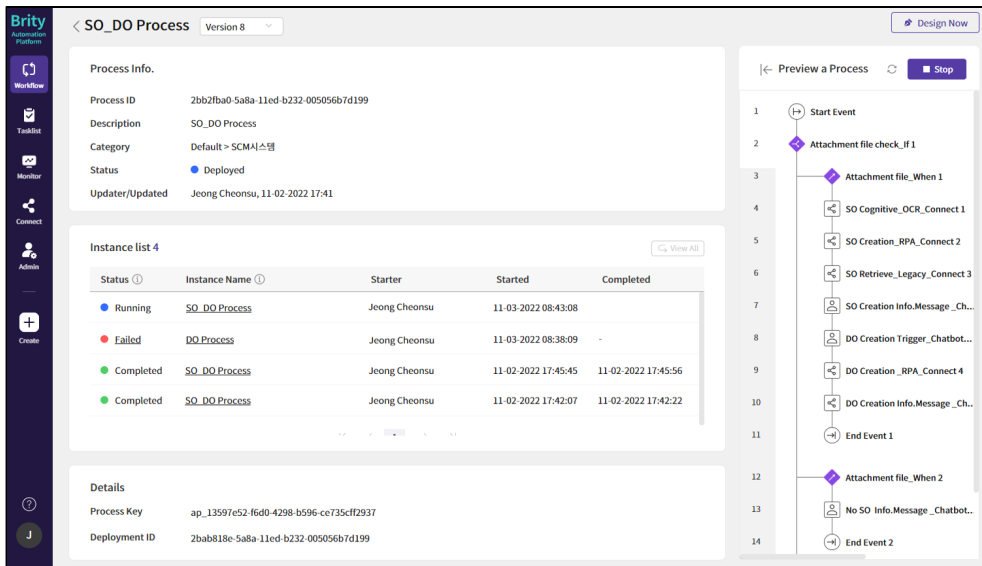 Brity
Automation
Platform
Workflow
Tasklist
Monitor
Connect
Admin
Create
J
SO_DO Process
Version 8
Design Now
Process Info.
Process ID 2bb2fba0-5a8a-11ed-b232-005056b7d199
Description SO_DO Process
Category Default > SCM시스템
Status Deployed
Updater/Updated Jeong Cheonsu, 11-02-2022 17:41
Instance list 4
View All
Status Instance Name Starter Started Completed
Running SO_DO Process Jeong Cheonsu 11-03-2022 08:43:08
Failed DO Process Jeong Cheonsu 11-03-2022 08:38:09 -
Completed SO_DO Process Jeong Cheonsu 11-02-2022 17:45:45 11-02-2022 17:45:56
Completed SO_DO Process Jeong Cheonsu 11-02-2022 17:42:07 11-02-2022 17:42:22
Details
Process Key ap_13597e52-f6d0-4298-b596-ce735cff2937
Deployment ID 2bab818e-5a8a-11ed-b232-005056b7d199
Preview a Process
Stop
1 Start Event
2 Attachment file check_If 1
3 Attachment file_When 1
4 SO Cognitive_OCR_Connect 1
5 SO Creation_RPA_Connect 2
6 SO Retrieve_Legacy_Connect 3
7 SO Creation Info.Message _Ch...
8 DO Creation Trigger_Chatbot...
9 DO Creation _RPA_Connect 4
10 DO Creation Info.Message _Ch..
11 End Event 1
12 Attachment file_When 2
13 No SO Info.Message _Chatbot..
14 End Event 2